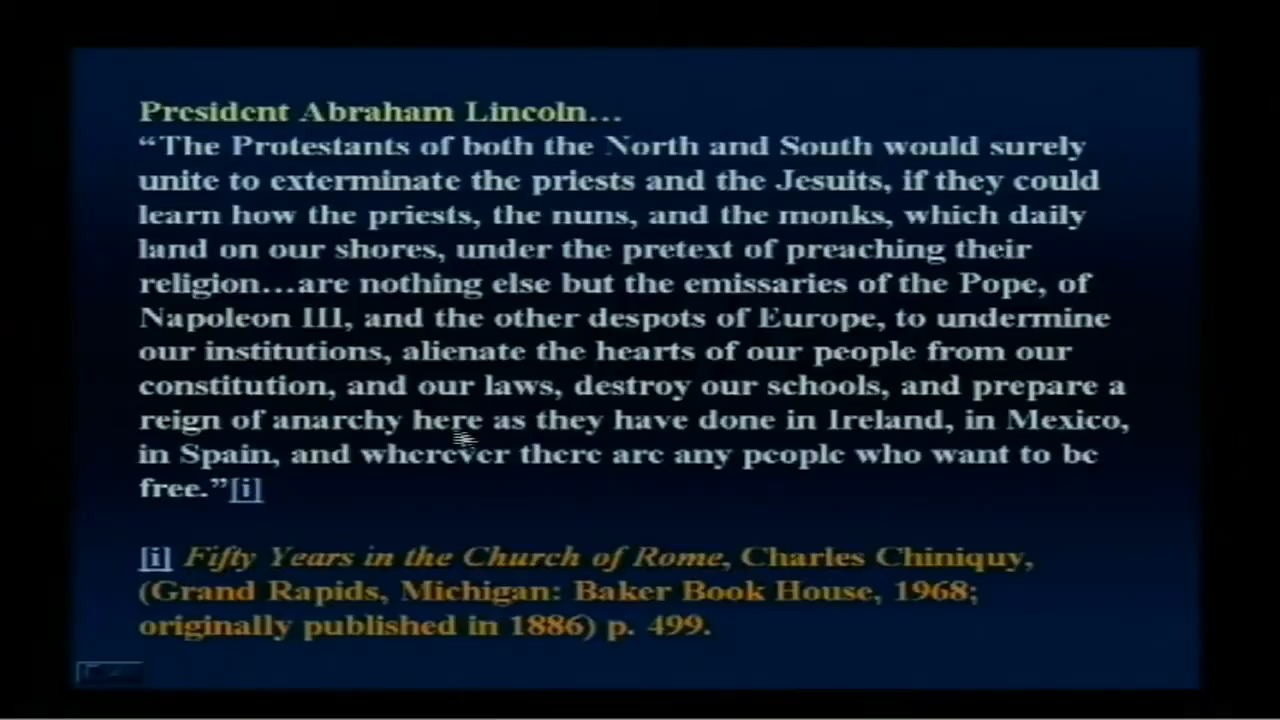 President Abraham Lincoln…
“The Protestants of both the North and South would surely
unite to exterminate the priests and the Jesuits, if they could
learn how the priests, the nuns, and the monks, which daily
land on our shores, under the pretext of preaching their
religion…are nothing else but the emissaries of the Pope, of
Napoleon III, and the other despots of Europe, to undermine
our institutions, alienate the hearts of our people from our
constitution, and our laws, destroy our schools, and prepare a
reign of anarchy here as they have done in Ireland, in Mexico,
in Spain, and wherever there are any people who want to be
free.”[i]
[i] Fifty Years in the Church of Rome, Charles Chiniquy,
(Grand Rapids, Michigan: Baker Book House, 1968;
originally published in 1886) p. 499.